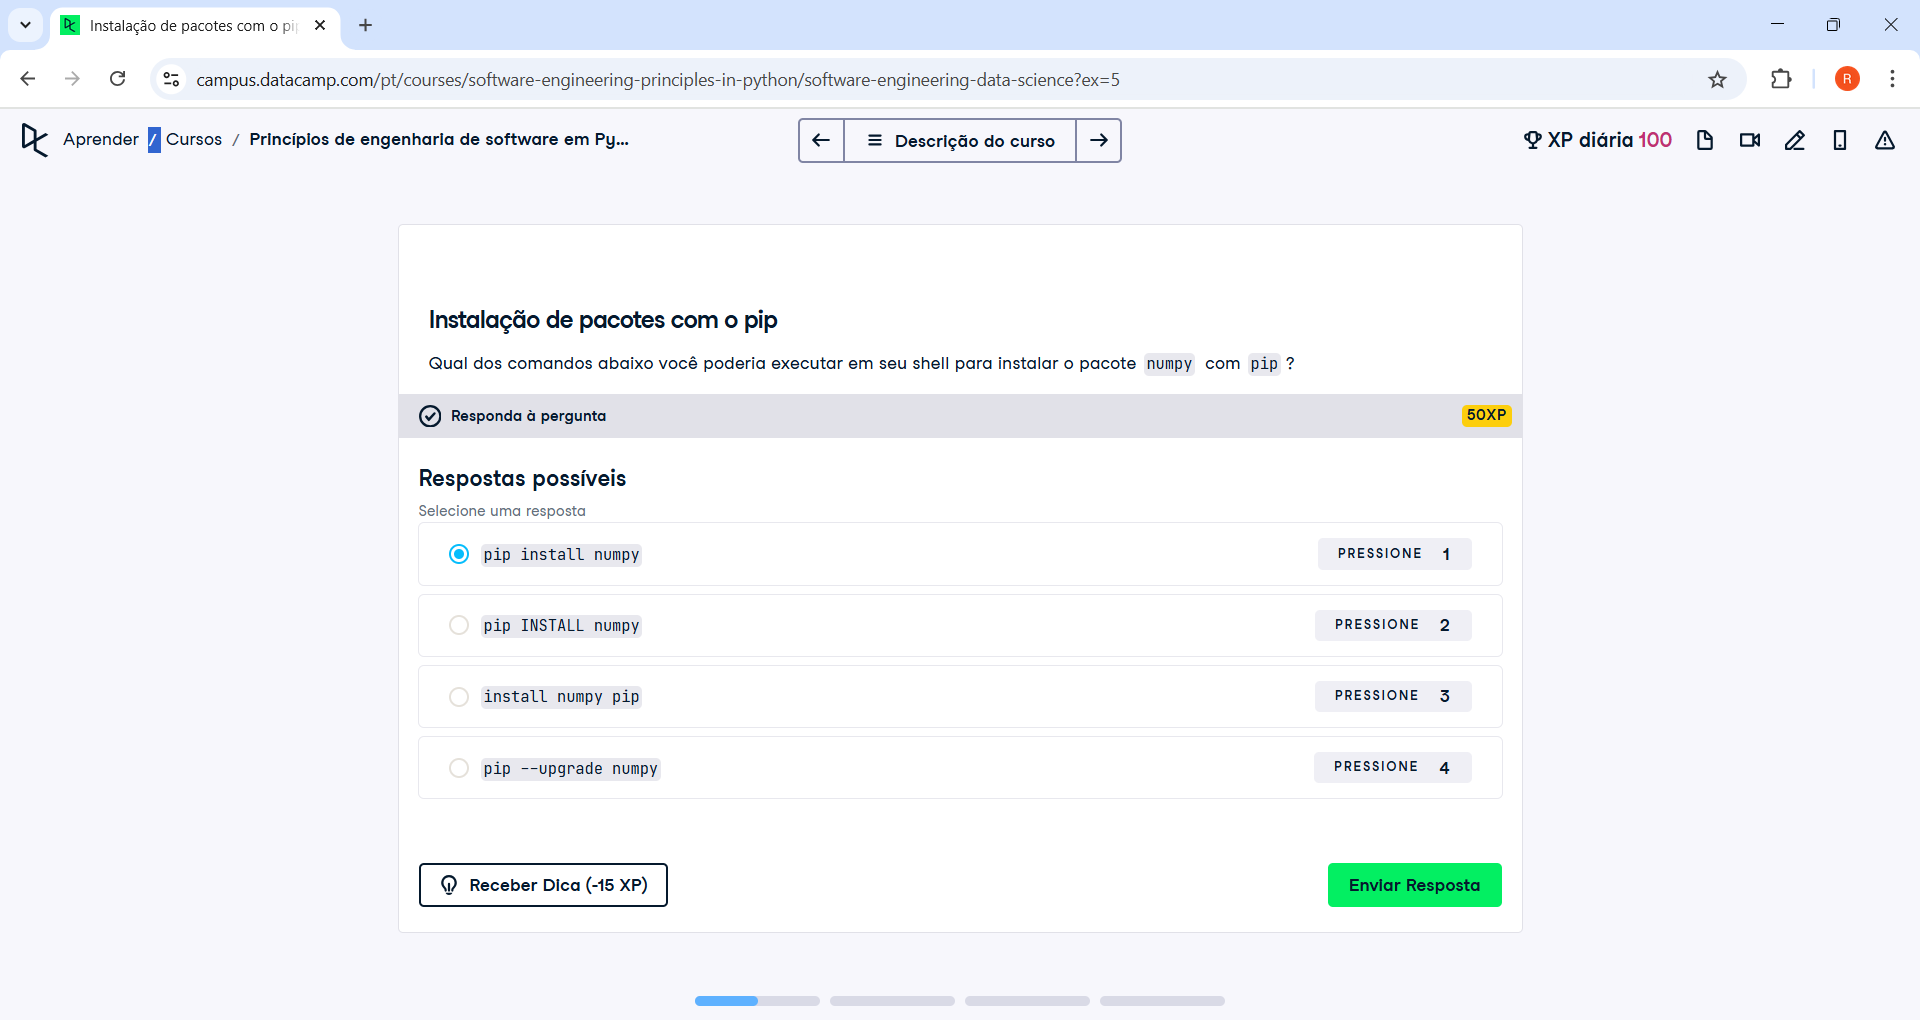 Instalação de pacotes com o pi
campus.datacamp.com/pt/courses/software-engineering-principles-in-python/software-engineering-data-science?ex=5
R
Aprender / Cursos / Princípios de engenharia de software em Py...
Descrição do curso
XP diária 100
Instalação de pacotes com o pip
Qual dos comandos abaixo você poderia executar em seu shell para instalar o pacote numpy com pip ?
Responda à pergunta
50XP
Respostas possíveis
Selecione uma resposta
pip install numpy PRESSIONE 1
pip INSTALL numpy PRESSIONE 2
install numpy pip PRESSIONE 3
pip --upgrade numpy PRESSIONE 4
Receber Dica (-15 XP)
Enviar Resposta